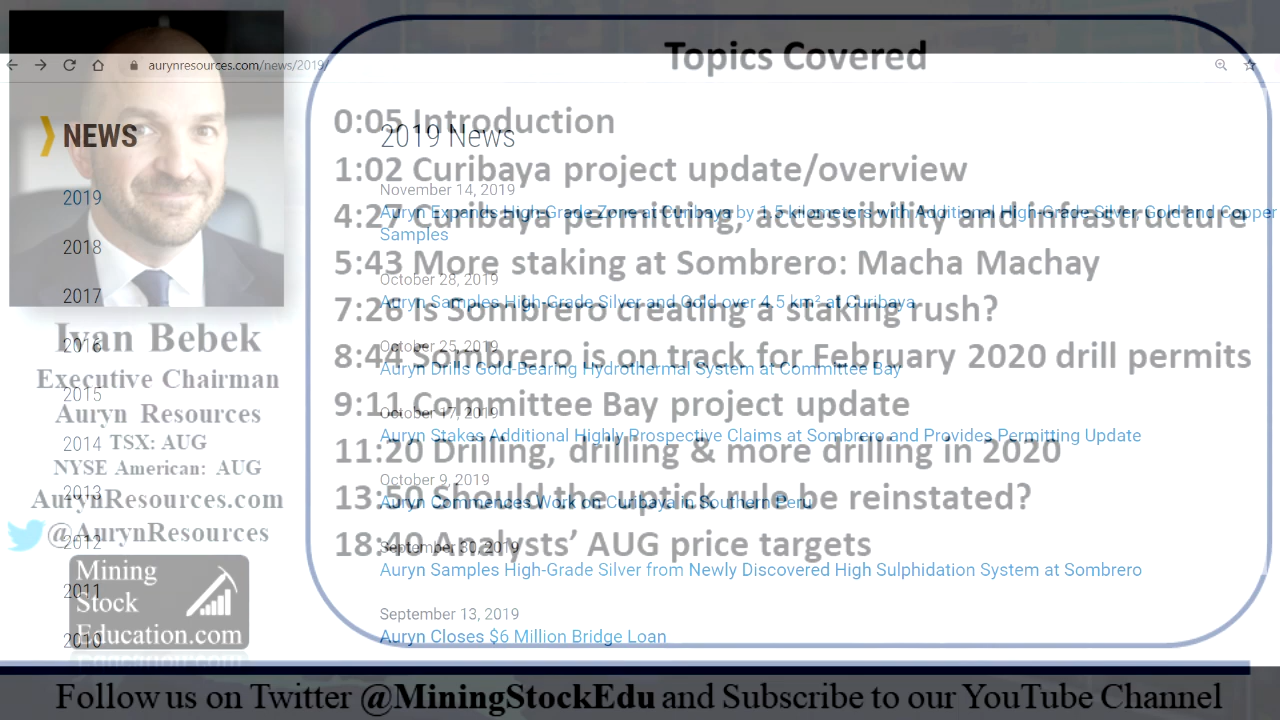 Topics Covered
aurynresources.com/news/2019/
NEWS
2019
2018
2017
2016
2015
2014
2013
2012
2011
2010
Ivan Bebek
Executive Chairman
Auryn Resources
TSX: AUG
NYSE American: AUG
AurynResources.com
@AurynResources
Mining
Stock
Education.com
0:05 Introduction
1:02 Curibaya project update/overview
4:27 Curibaya permitting, accessibility and infrastructure
5:43 More staking at Sombrero: Macha Machay
7:26 Is Sombrero creating a staking rush?
8:44 Sombrero is on track for February 2020 drill permits
9:11 Committee Bay project update
11:20 Drilling, drilling & more drilling in 2020
13:50 Should the uptick rule be reinstated?
18:40 Analysts' AUG price targets
2019 News
November 14, 2019
Auryn Expands High-Grade Zone at Curibaya by 1.5 kilometers with Additional High-Grade Silver, Gold and Copper
Samples
October 28, 2019
Auryn Samples High-Grade Silver and Gold over 4.5 km² at Curibaya
October 25, 2019
Auryn Drills Gold-Bearing Hydrothermal System at Committee Bay
October 17, 2019
Auryn Stakes Additional Highly Prospective Claims at Sombrero and Provides Permitting Update
October 9, 2019
Auryn Commences Work on Curibaya in Southern Peru
September 30, 2019
Auryn Samples High-Grade Silver from Newly Discovered High Sulphidation System at Sombrero
September 13, 2019
Auryn Closes $6 Million Bridge Loan
Follow us on Twitter @MiningStockEdu and Subscribe to our YouTube Channel